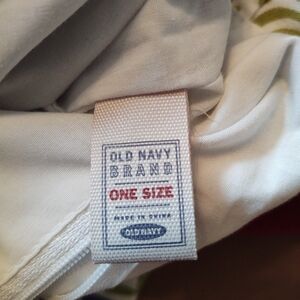 OLD NAVY
BRAND
ONE SIZE
MADE IN CHINA
OLD NAVY